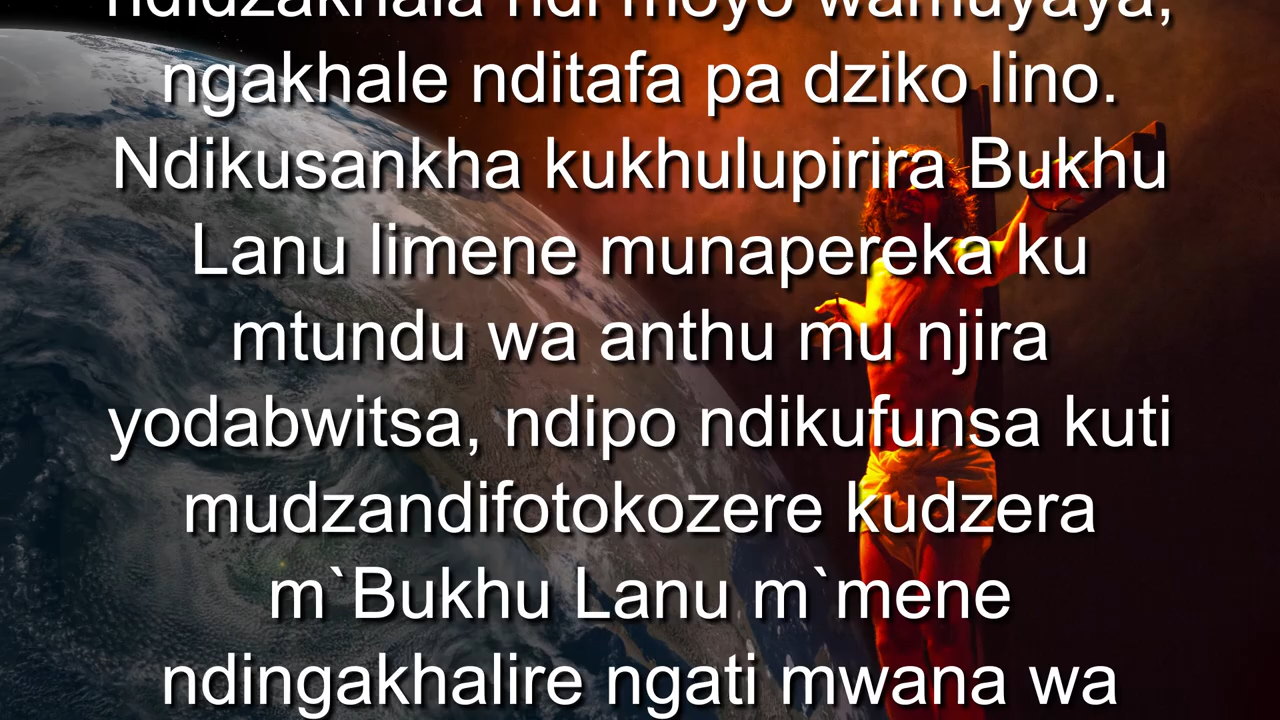 ndidzakhala ndi moyo wamuyaya,
ngakhale nditafa pa dziko lino.
Ndikusankha kukhulupirira Bukhu
Lanu limene munapereka ku
mtundu wa anthu mu njira
yodabwitsa, ndipo ndikufunsa kuti
mudzandifotokozere kudzera
m`Bukhu Lanu m`mene
ndingakhalire ngati mwana wa